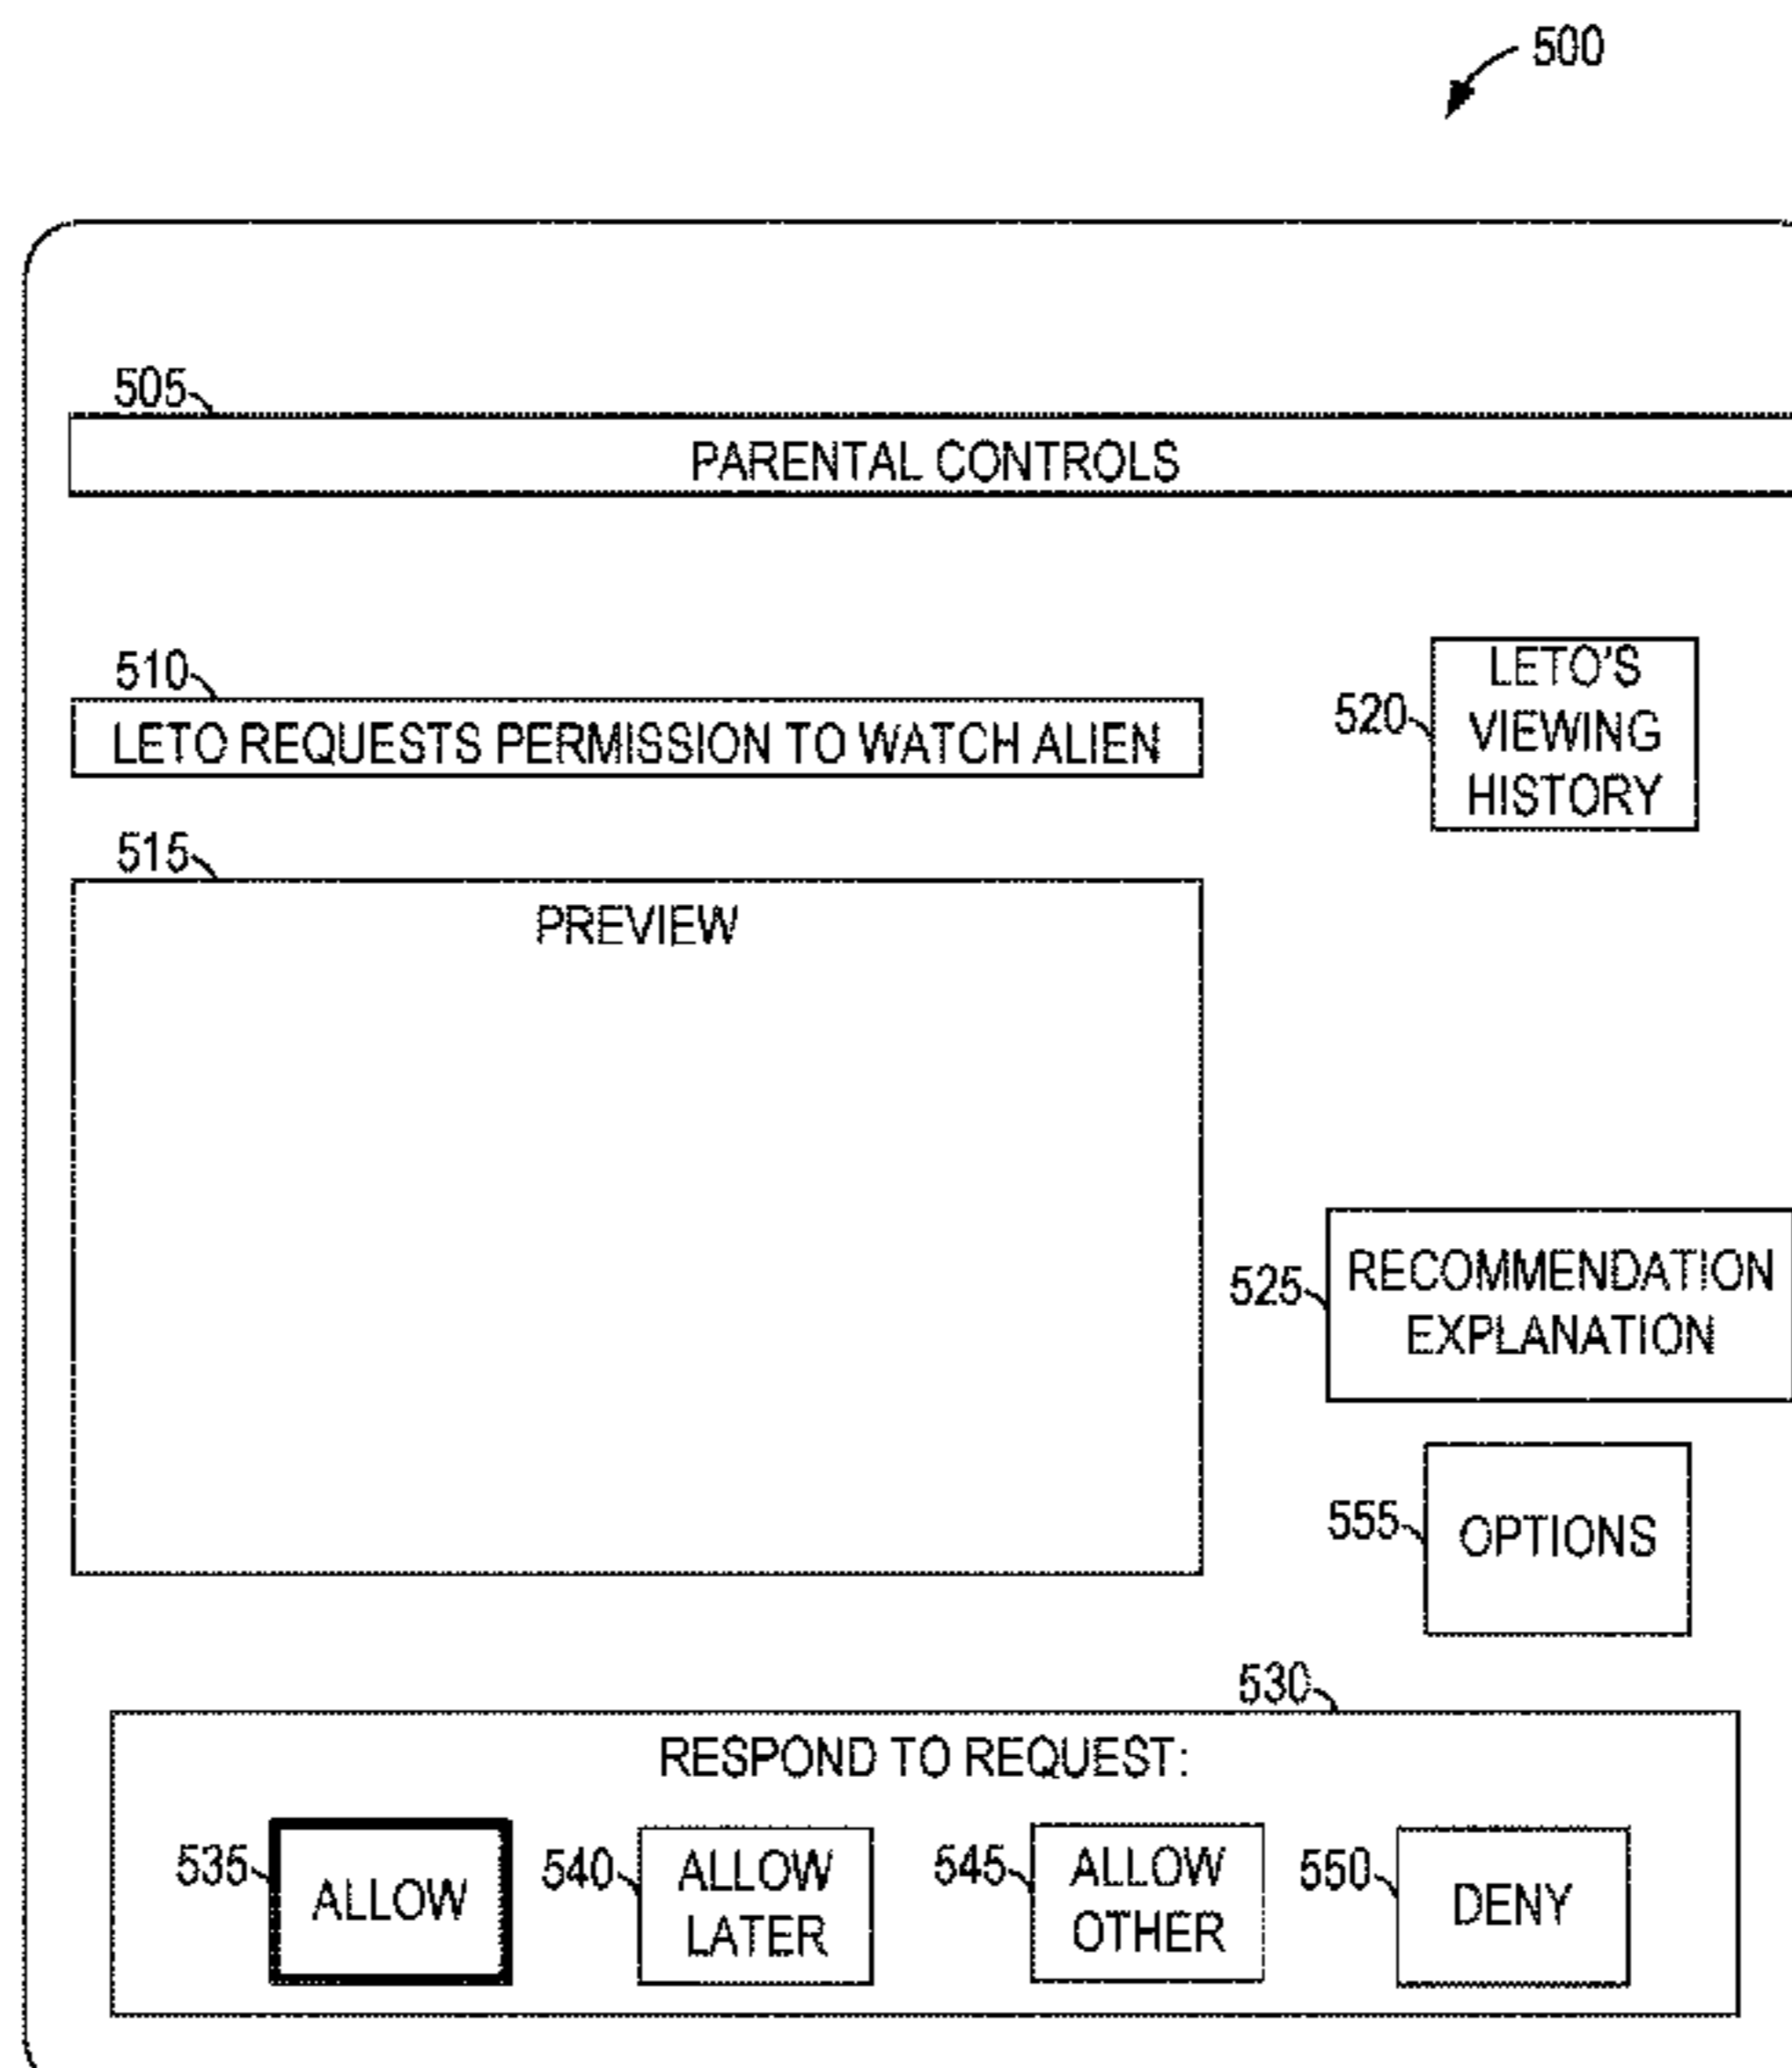 500
505
PARENTAL CONTROLS
510
LETO REQUESTS PERMISSION TO WATCH ALIEN
520
LETO'S
VIEWING
HISTORY
515
PREVIEW
525
RECOMMENDATION
EXPLANATION
555
OPTIONS
530
RESPOND TO REQUEST:
535
ALLOW
540
ALLOW
LATER
545
ALLOW
OTHER
550
DENY